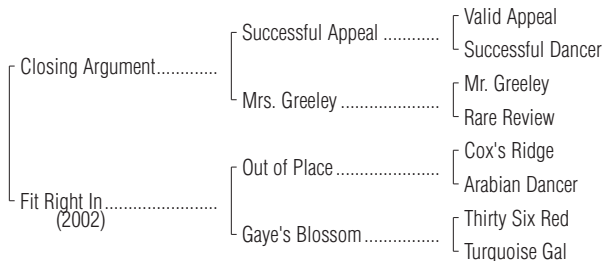 Valid Appeal
Successful Appeal ............
Successful Dancer
Closing Argument.............
Mr. Greeley
Mrs. Greeley .....................
Rare Review
Cox's Ridge
Out of Place ......................
Arabian Dancer
Fit Right In........................
(2002)
Thirty Six Red
Gaye's Blossom ................
Turquoise Gal